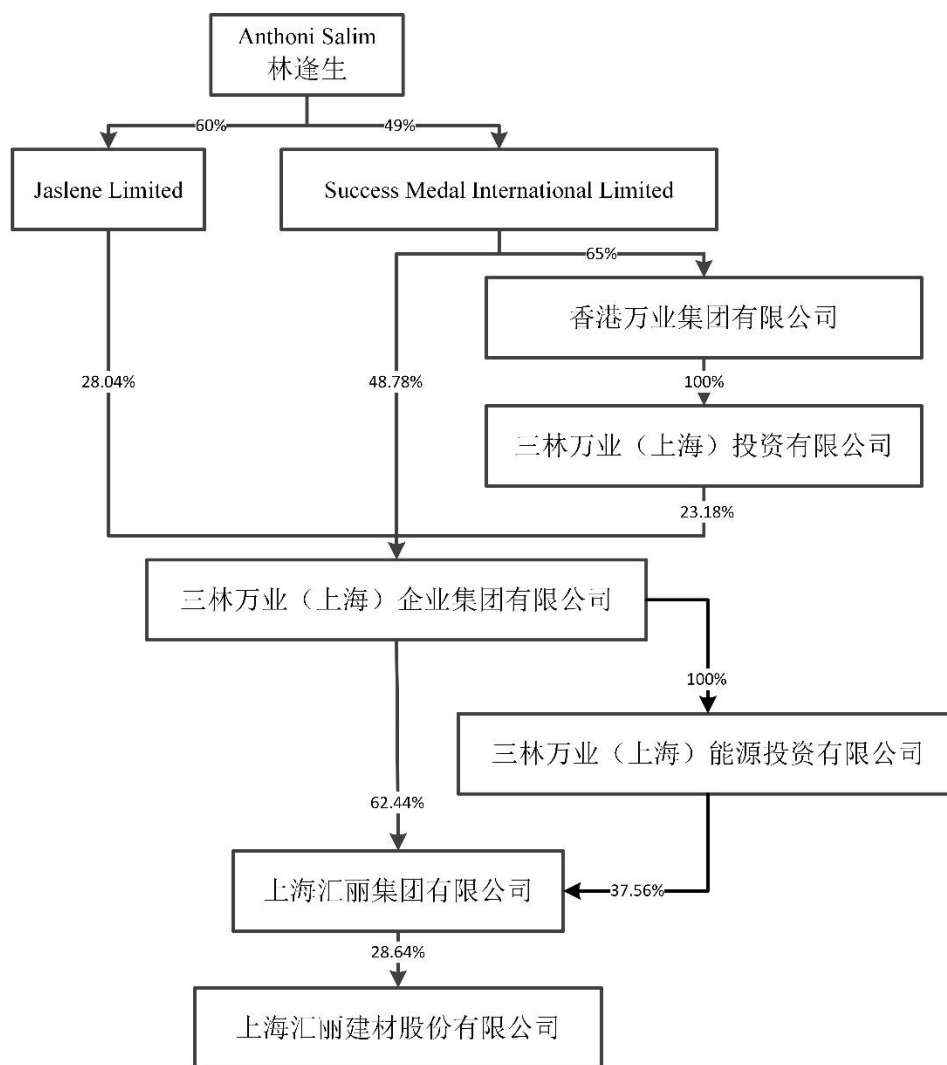 Anthoni Salim
林逢生
60%
49%
Jaslene Limited
Success Medal International Limited
65%
香港万业集团有限公司
28.04%
48.78%
100%
三林万业（上海）投资有限公司
23.18%
三林万业（上海）企业集团有限公司
100%
三林万业（上海）能源投资有限公司
62.44%
上海汇丽集团有限公司
37.56%
28.64%
上海汇丽建材股份有限公司